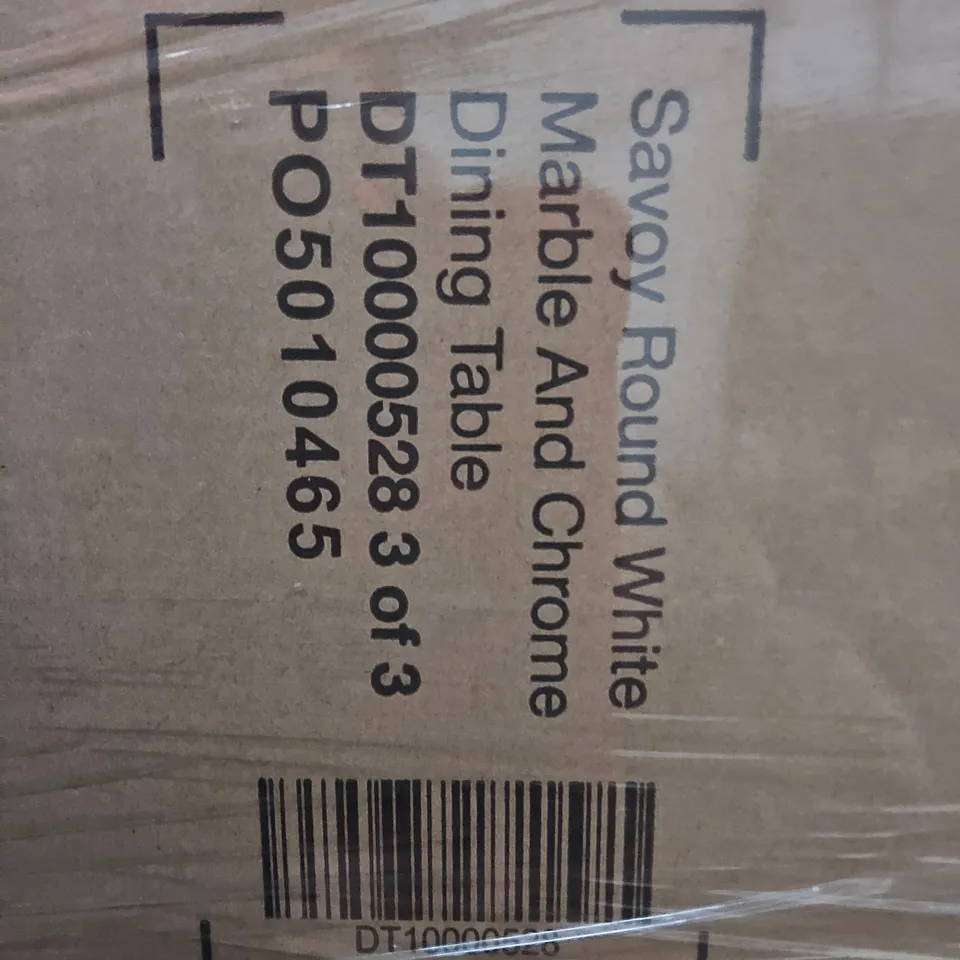 Savoy Round White
Marble And Chrome
Dining Table
DT10000528 3 of 3
PO5010465
DT10000528